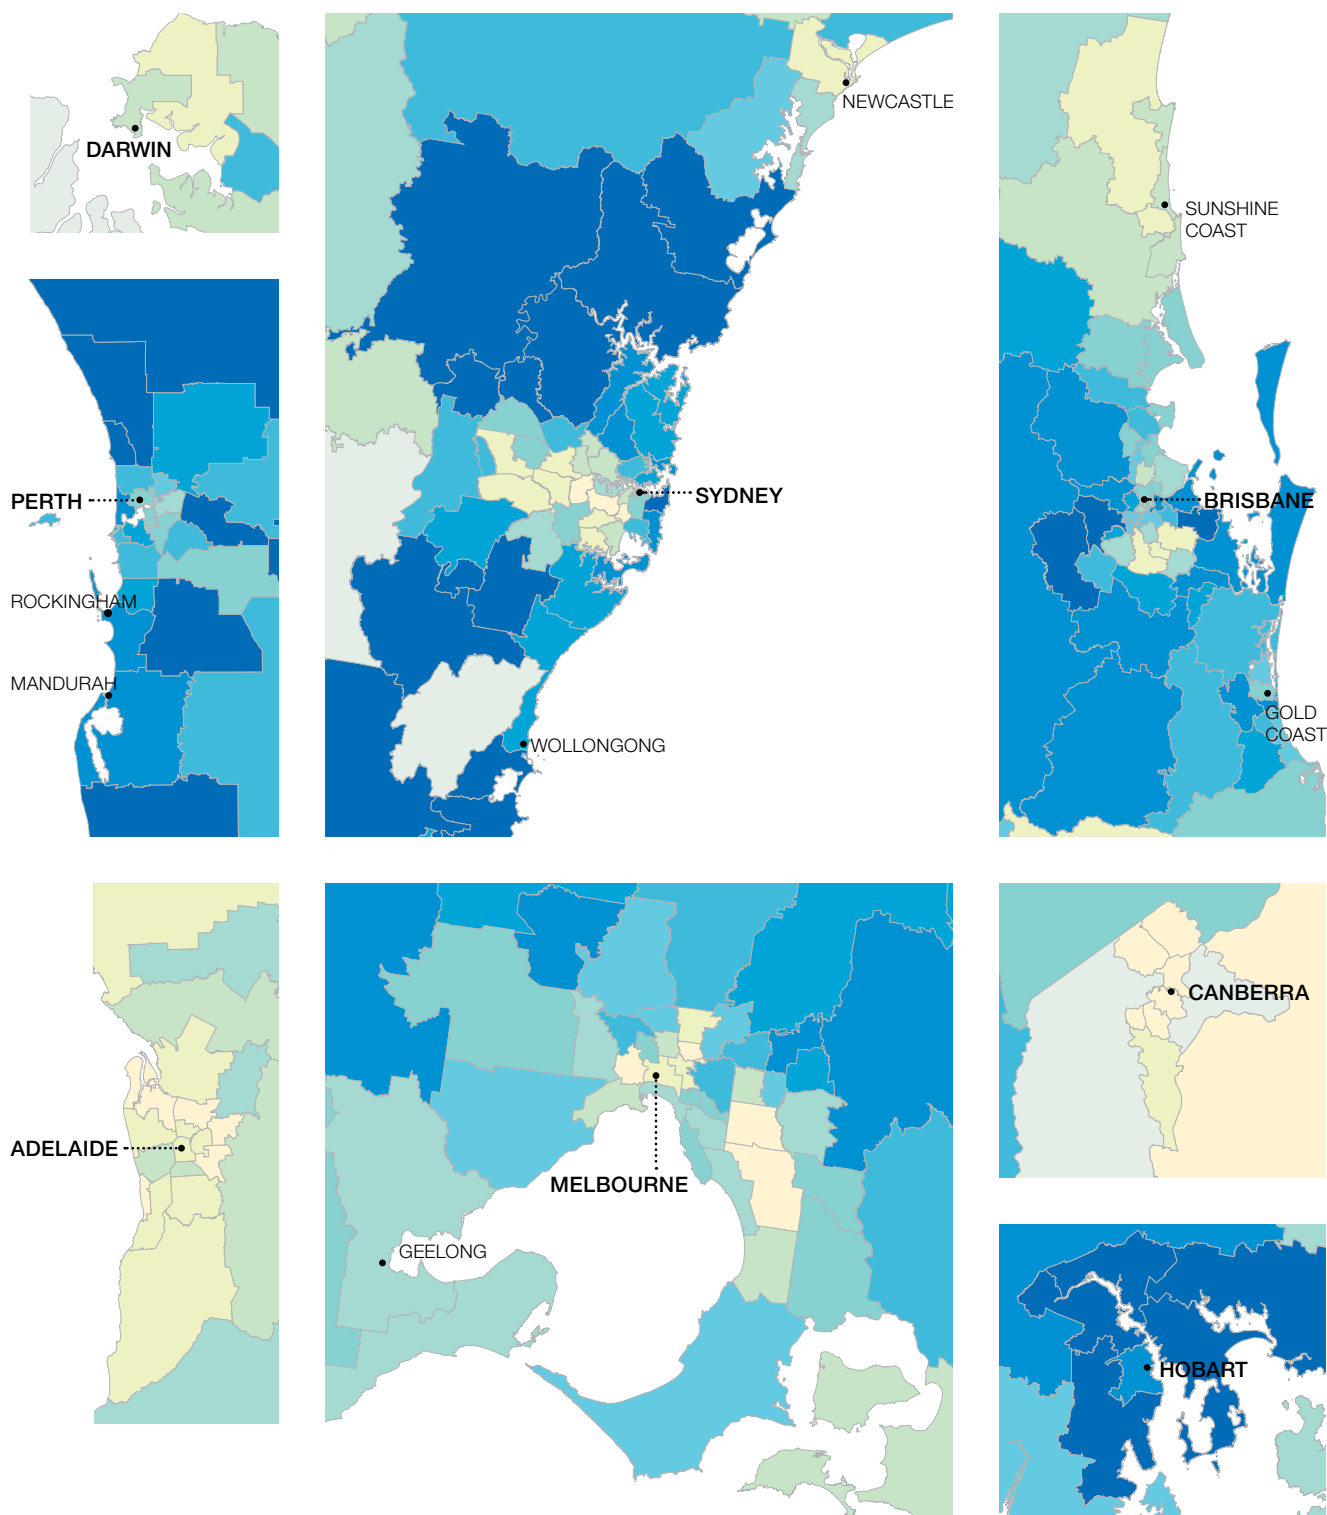 DARWIN
NEWCASTLE
SUNSHINE
COAST
PERTH
SYDNEY
BRISBANE
ROCKINGHAM
MANDURAH
GOLD
COAST
WOLLONGONG
CANBERRA
ADELAIDE
MELBOURNE
GEELONG
HOBART